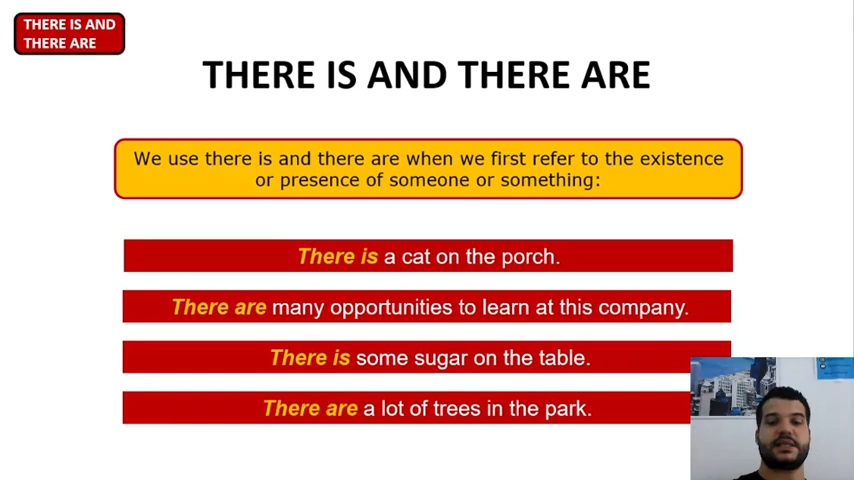 THERE IS AND
THERE ARE
THERE IS AND THERE ARE
We use there is and there are when we first refer to the existence
or presence of someone or something:
There is a cat on the porch.
There are many opportunities to learn at this company.
There is some sugar on the table.
There are a lot of trees in the park.